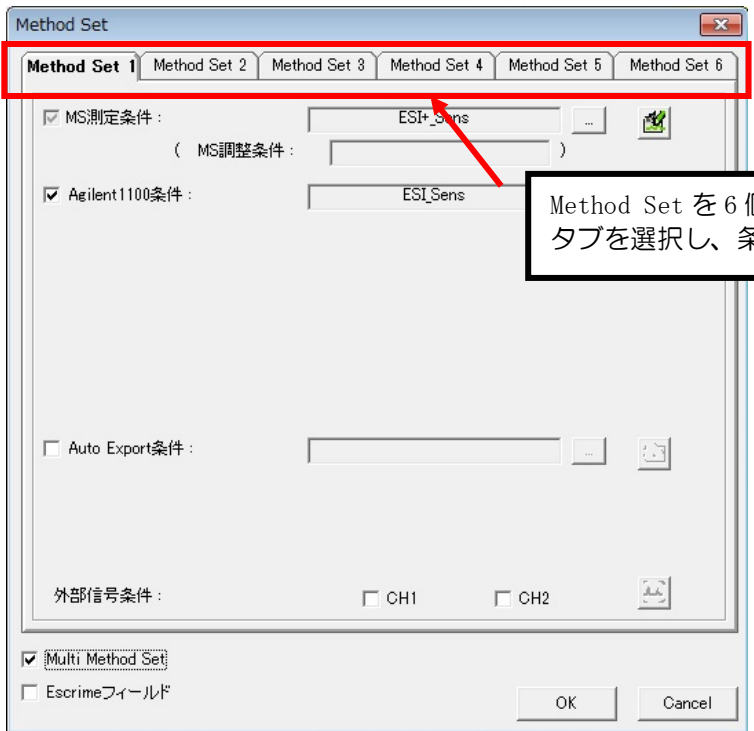 Method Set
Method Set 1 Method Set 2 Method Set 3 Method Set 4 Method Set 5 Method Set 6
MS測定条件： ESI+_Sens ...
( MS調整条件： )
Agilent1100条件： ESI_Sens
Method Set を６
タブを選択し、
Auto Export条件： ...
外部信号条件： CH1 CH2
Multi Method Set
Escrimeフィールド
OK Cancel